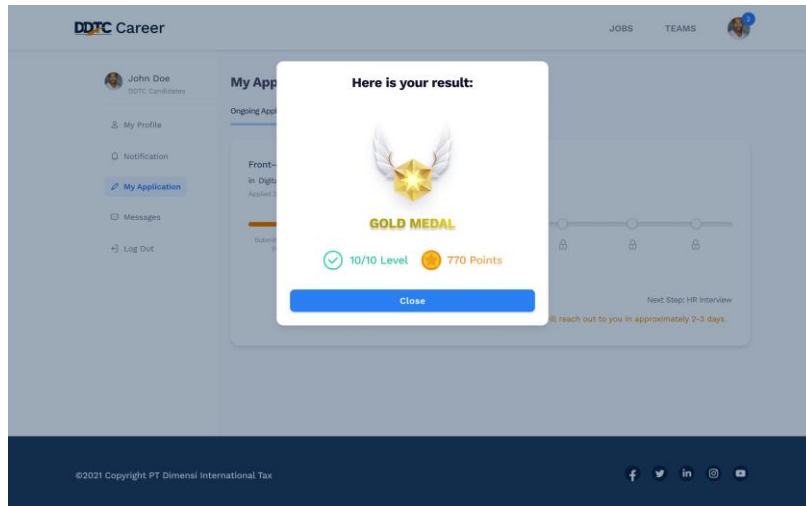 DDTC Career
JOBS
TEAMS
2
John Doe
DDTC Candidates
My Profile
Notification
My Application
Messages
Log Out
My App
Ongoing Appl
Front-
in Digit
Applied
Here is your result:
GOLD MEDAL
10/10 Level
770 Points
Close
Next Step: HR Interview
ll reach out to you in approximately 2-3 days.
©2021 Copyright PT Dimensi International Tax